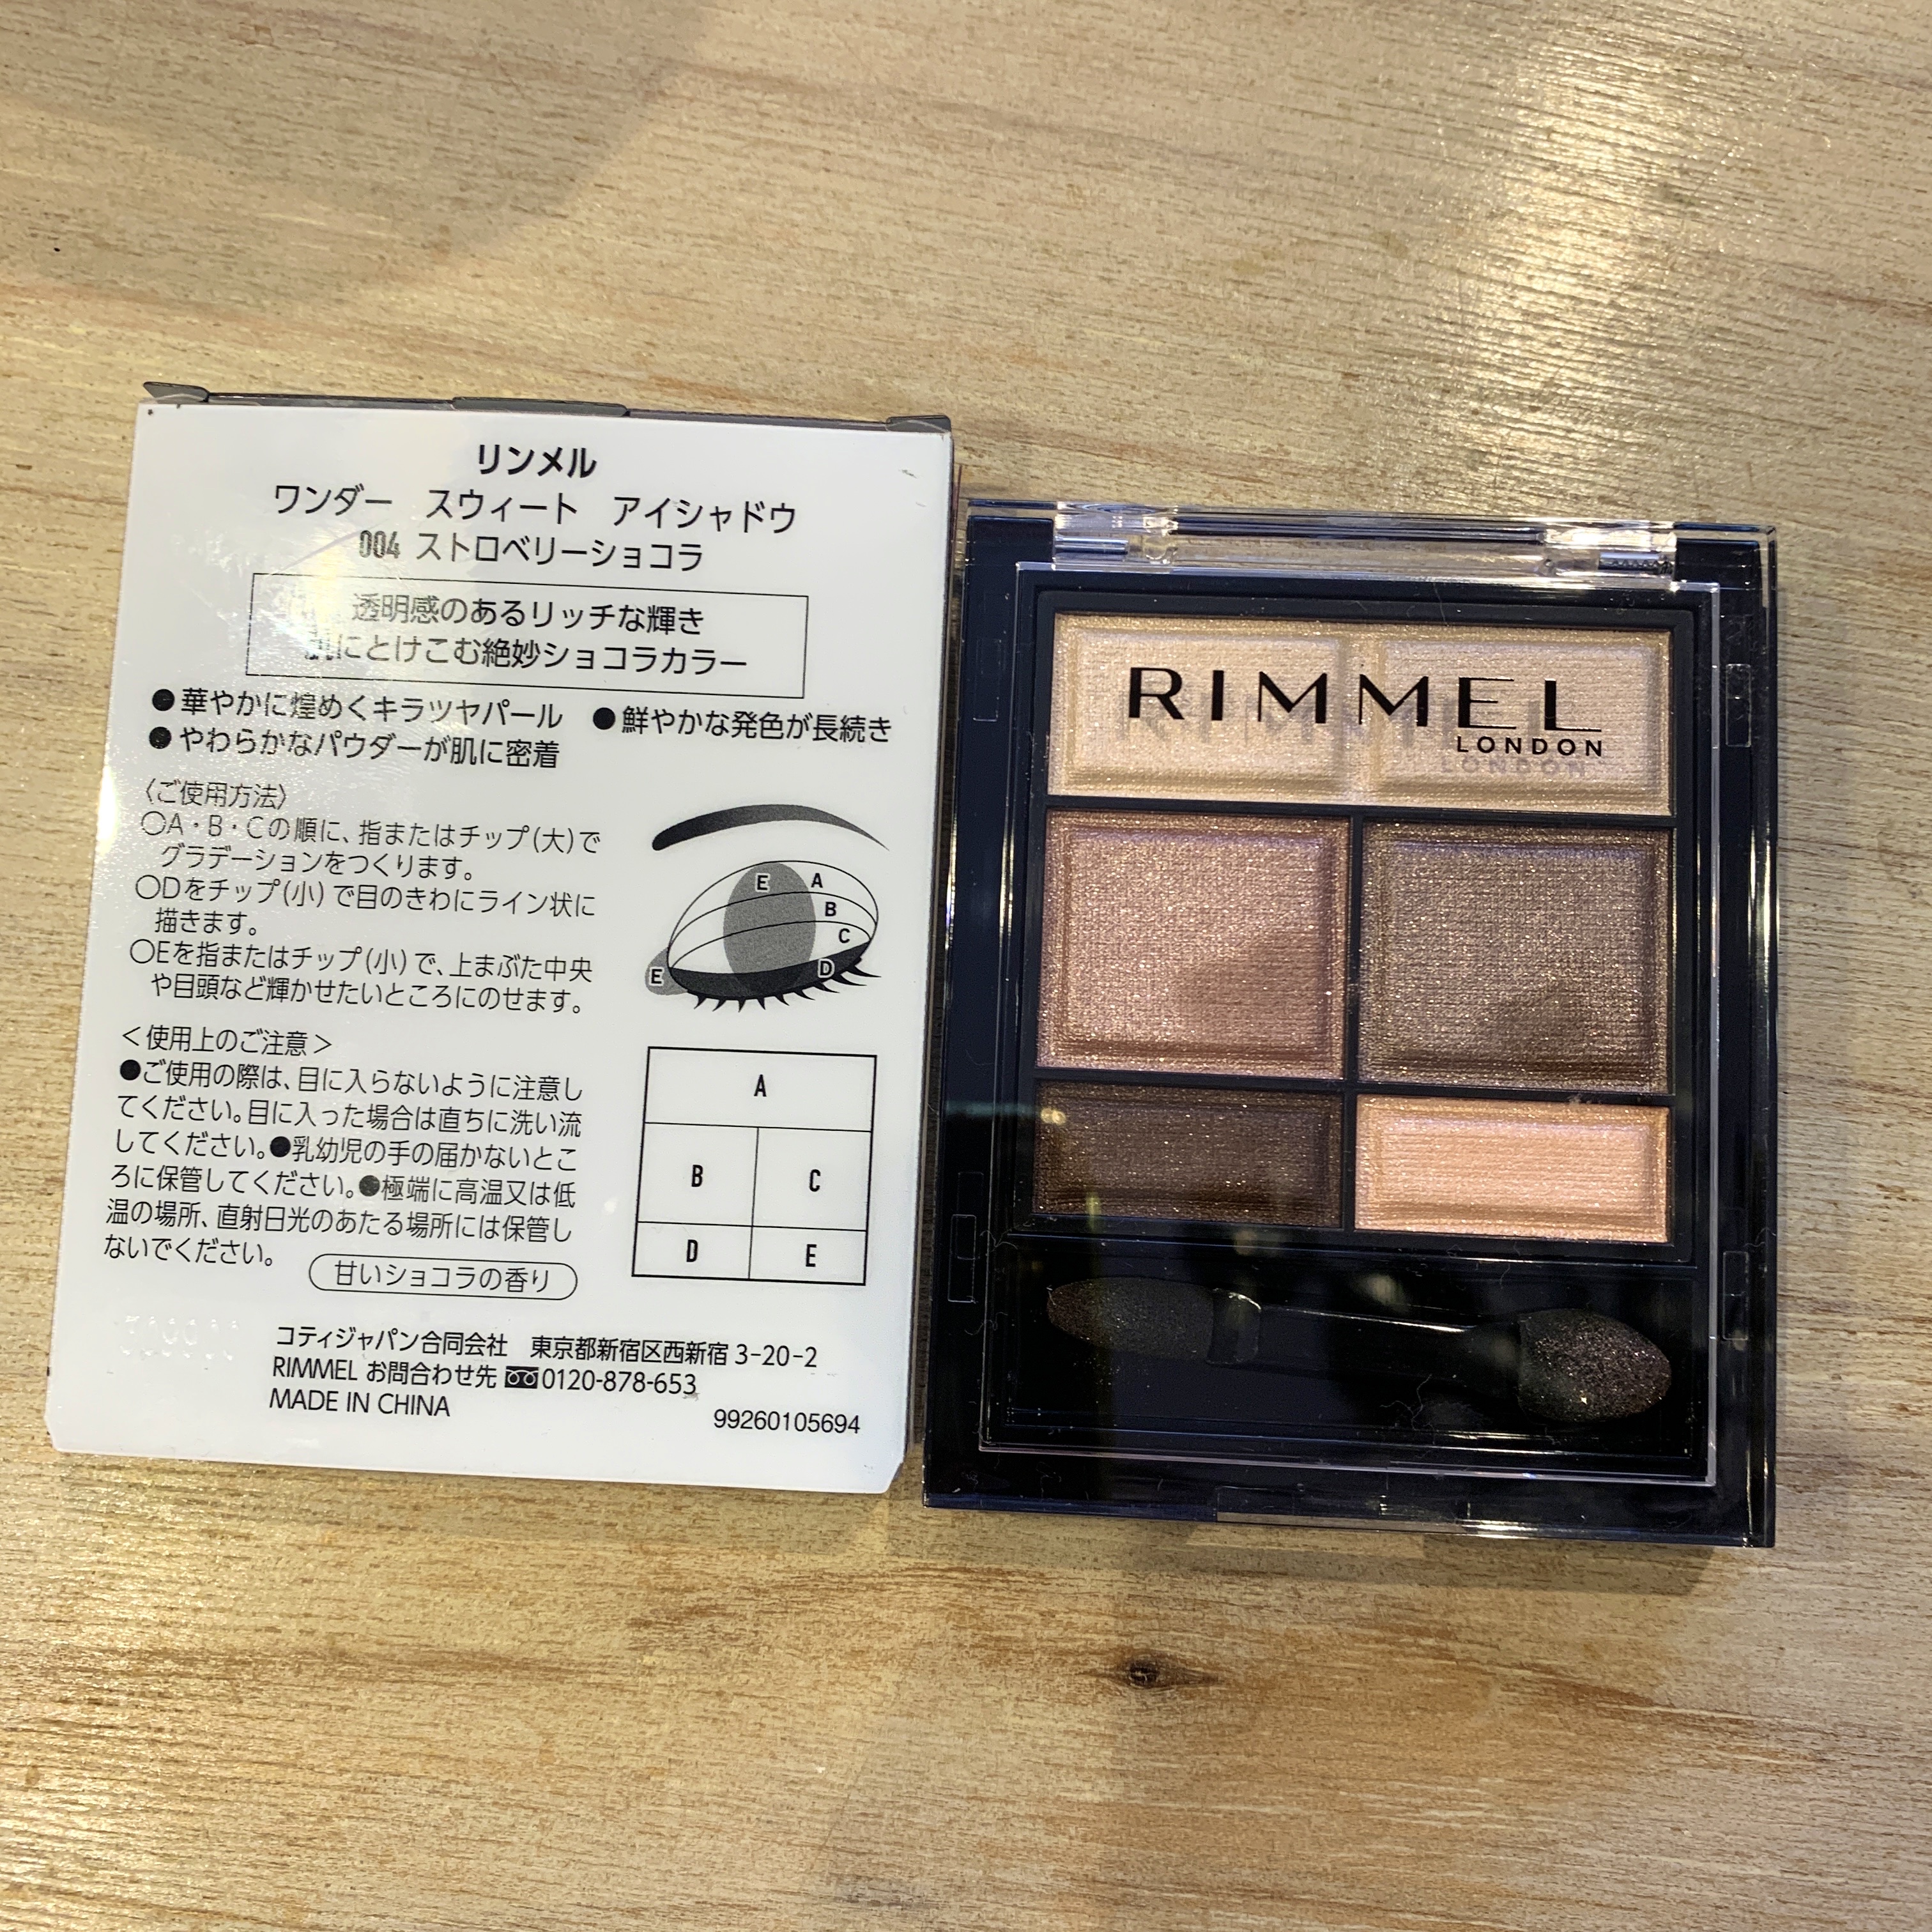 リンメル
ワンダー スウィート アイシャドウ
004 ストロベリーショコラ
透明感のあるリッチな輝き
肌にとけこむ絶妙ショコラカラー
●華やかに煌めくキラツヤパール ●鮮やかな発色が長続き
●やわらかなパウダーが肌に密着
〈ご使用方法〉
○A・B・Cの順に、指またはチップ(大)で
グラデーションをつくります。
○Dをチップ(小)で目のきわにライン状に
描きます。
○Eを指またはチップ(小)で、上まぶた中央
や目頭など輝かせたいところにのせます。
E A
B
C
D
E
＜使用上のご注意＞
●ご使用の際は、目に入らないように注意し
てください。目に入った場合は直ちに洗い流
してください。●乳幼児の手の届かないとこ
ろに保管してください。●極端に高温又は低
温の場所、直射日光のあたる場所には保管し
ないでください。
甘いショコラの香り
A
B C
D E
コティジャパン合同会社 東京都新宿区西新宿 3-20-2
RIMMEL お問合わせ先 0120-878-653
MADE IN CHINA
99260105694
RIMMEL
LONDON